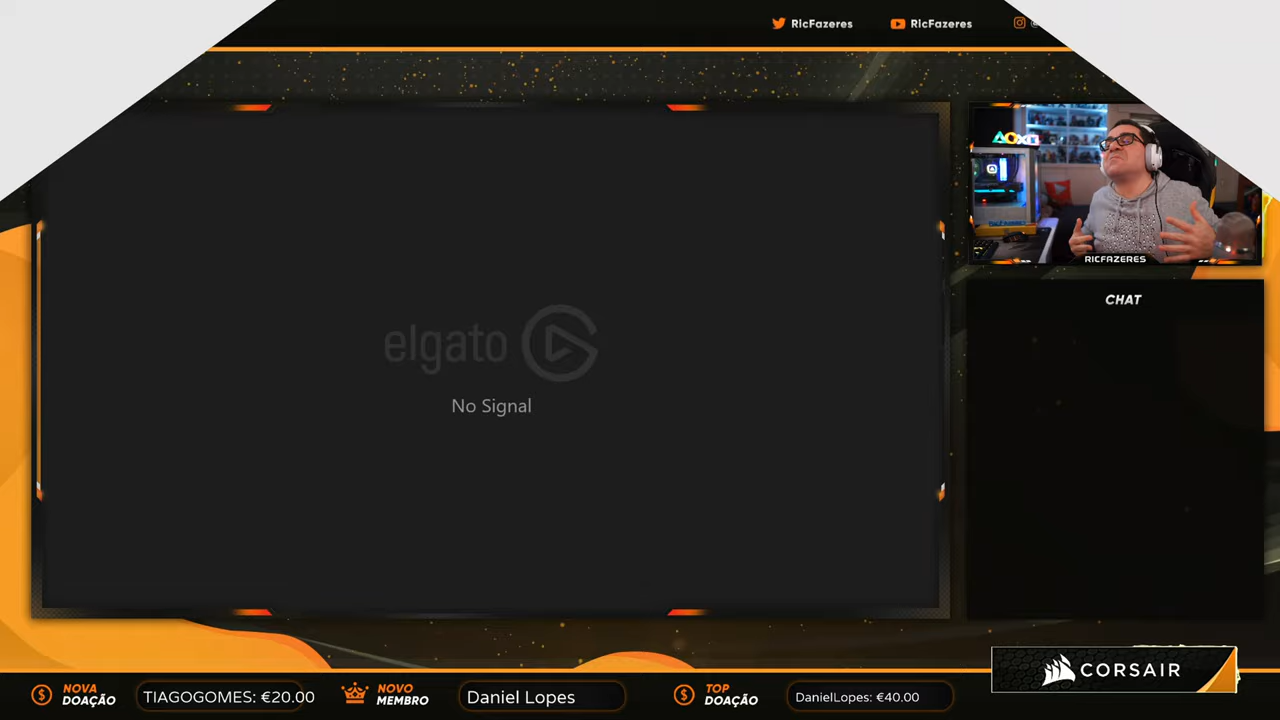 RicFazeres
RicFazeres
RICFAZERES
CHAT
elgato
No Signal
CORSAIR
NOVA DOAÇÃO
TIAGOGOMES: €20.00
NOVO MEMBRO
Daniel Lopes
TOP DOAÇÃO
DanielLopes: €40.00